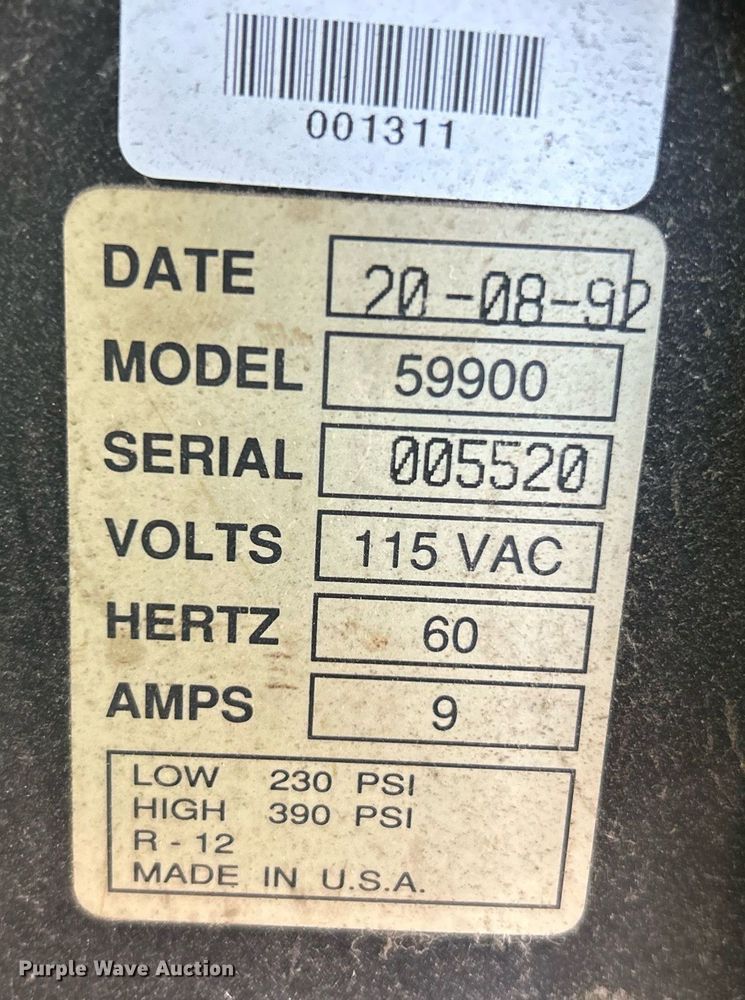 001311
DATE 20-08-92
MODEL 59900
SERIAL 005520
VOLTS 115 VAC
HERTZ 60
AMPS 9
LOW 230 PSI
HIGH 390 PSI
R - 12
MADE IN U.S.A.
Purple Wave Auction